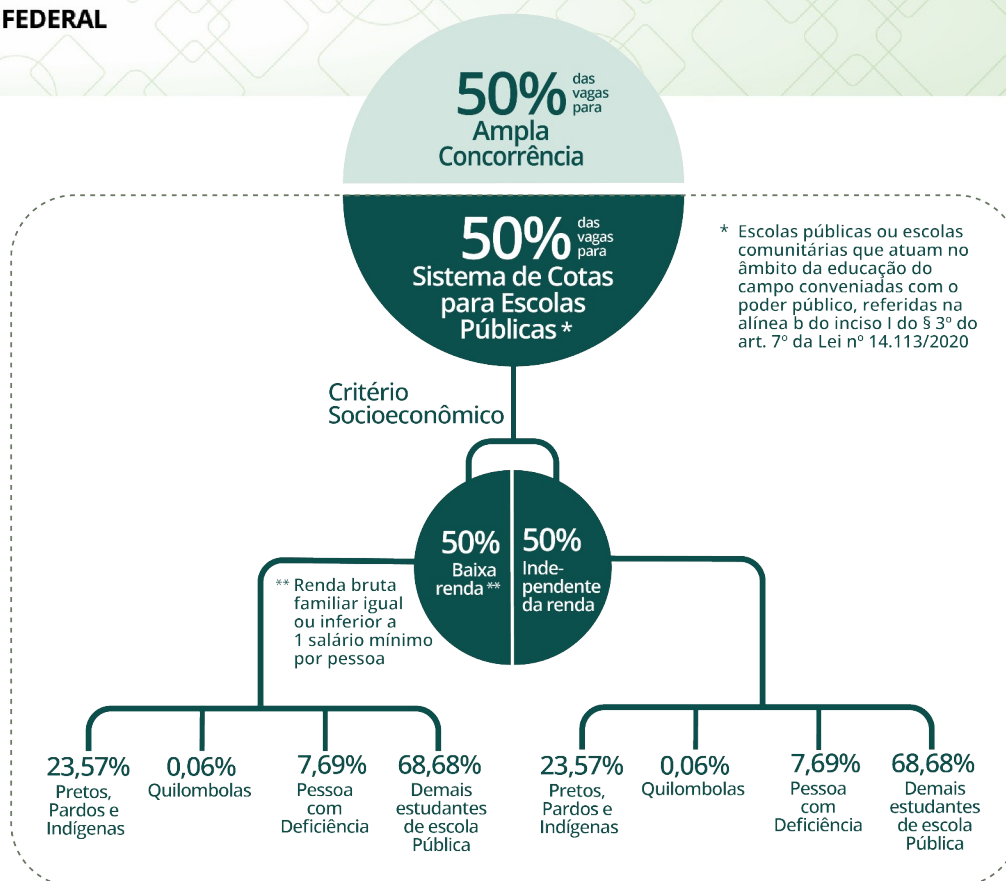 FEDERAL
50% das
vagas
para
Ampla
Concorrência
50% das
vagas
para
Sistema de Cotas
para Escolas
Públicas *
* Escolas públicas ou escolas
comunitárias que atuam no
âmbito da educação do
campo conveniadas com o
poder público, referidas na
alínea b do inciso I do § 3º do
art. 7º da Lei nº 14.113/2020
Critério
Socioeconômico
50%
Baixa
renda **
50%
Inde-
pendente
da renda
** Renda bruta
familiar igual
ou inferior a
1 salário mínimo
por pessoa
23,57%
Pretos,
Pardos e
Indígenas
0,06%
Quilombolas
7,69%
Pessoa
com
Deficiência
68,68%
Demais
estudantes
de escola
Pública
23,57%
Pretos,
Pardos e
Indígenas
0,06%
Quilombolas
7,69%
Pessoa
com
Deficiência
68,68%
Demais
estudantes
de escola
Pública